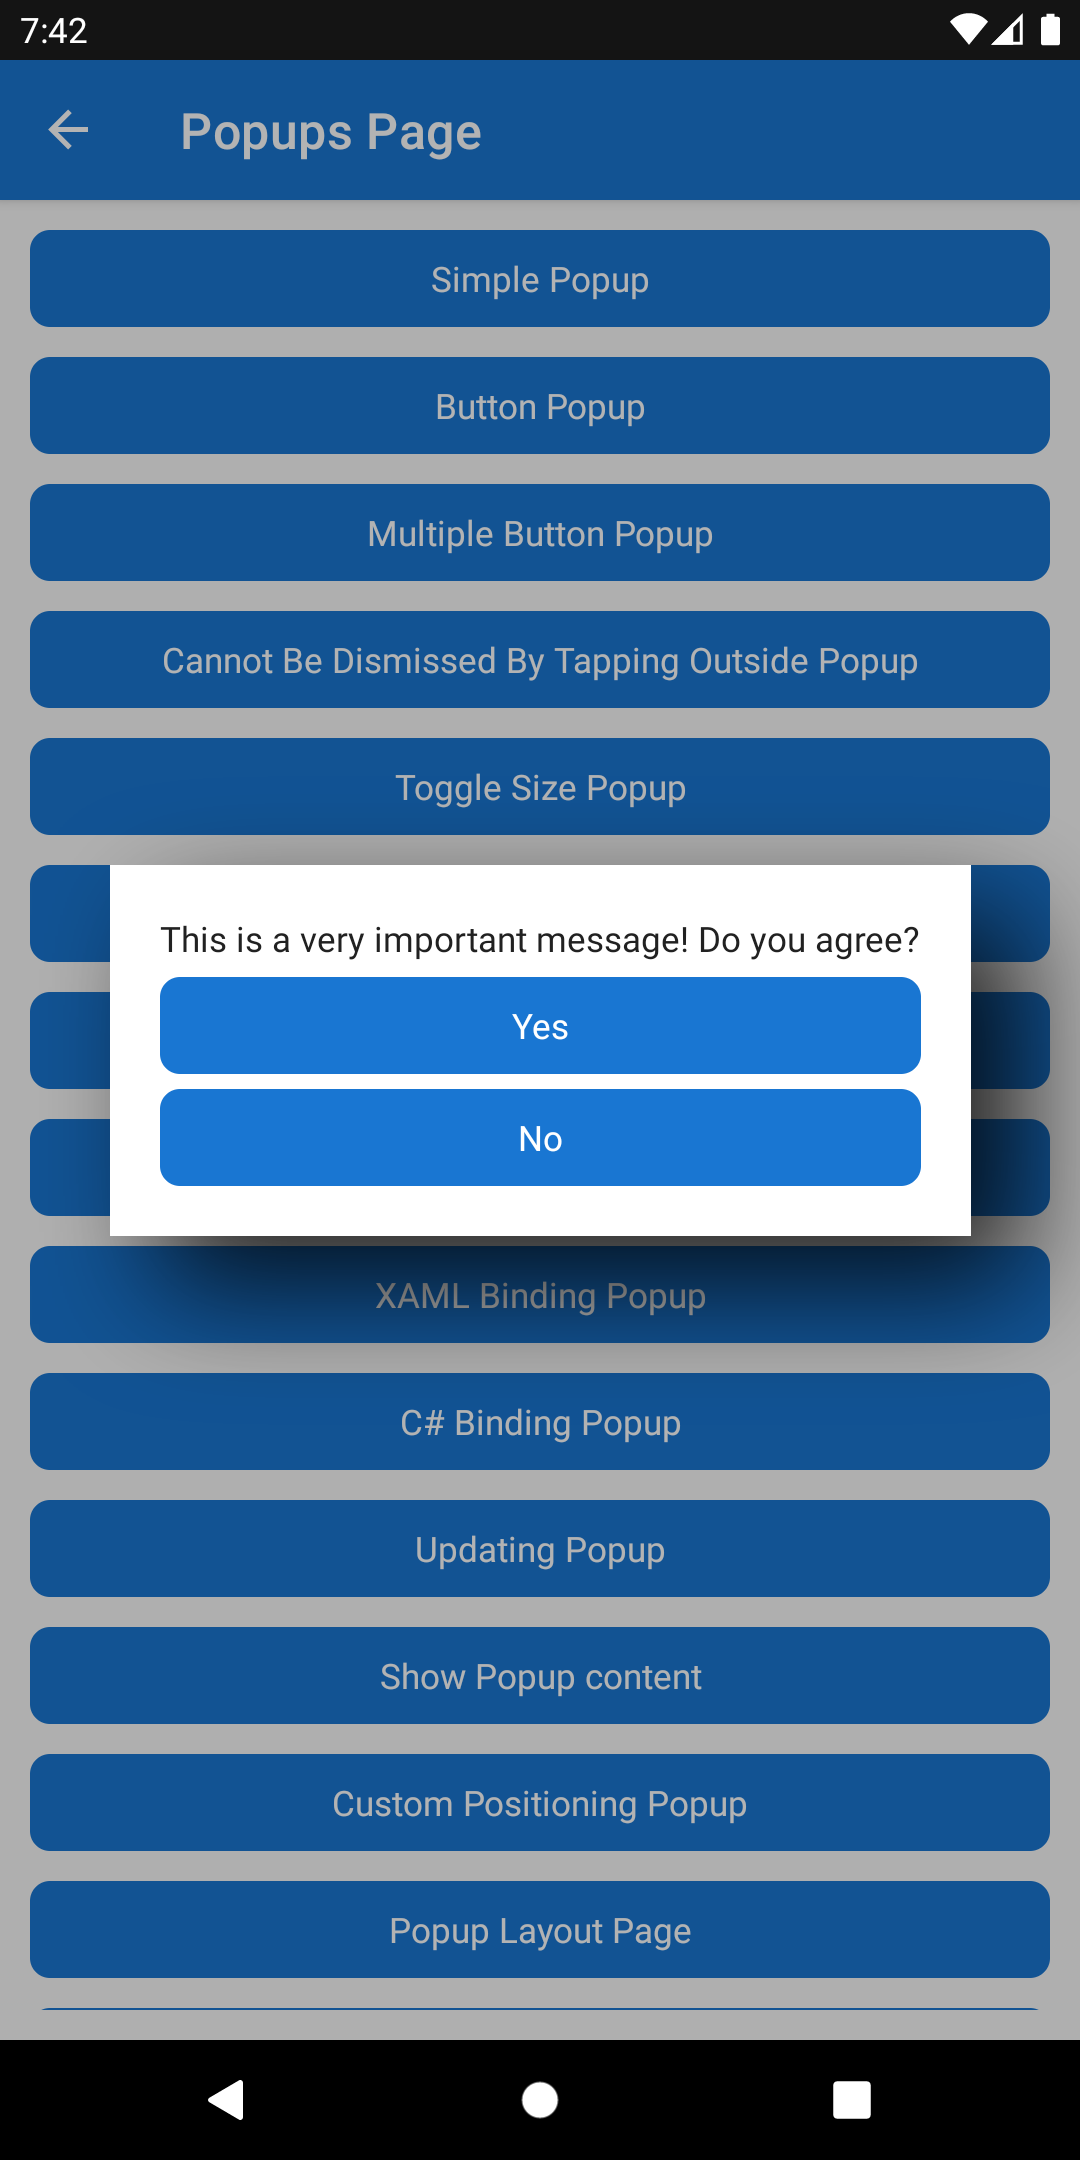 7:42
Popups Page
Simple Popup
Button Popup
Multiple Button Popup
Cannot Be Dismissed By Tapping Outside Popup
Toggle Size Popup
This is a very important message! Do you agree?
Yes
No
XAML Binding Popup
C# Binding Popup
Updating Popup
Show Popup content
Custom Positioning Popup
Popup Layout Page